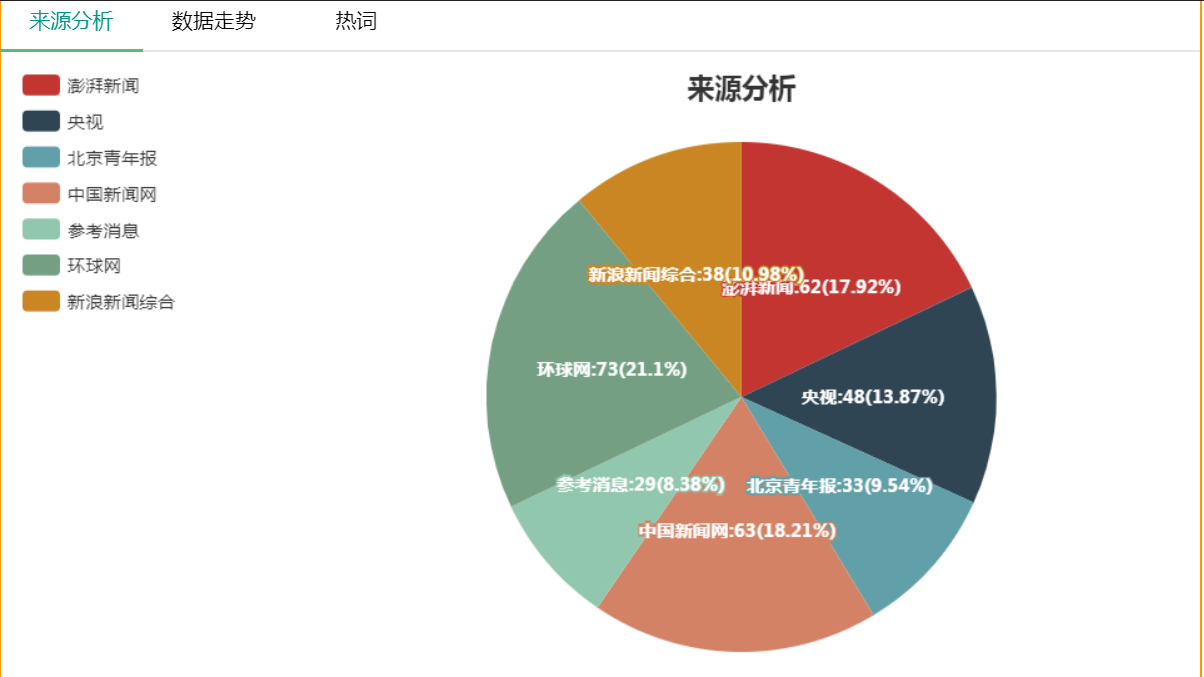 来源分析 数据走势 热词
来源分析
澎湃新闻
央视
北京青年报
中国新闻网
参考消息
环球网
新浪新闻综合
新浪新闻综合:38(10.98%)
澎湃新闻:62(17.92%)
环球网:73(21.1%)
央视:48(13.87%)
参考消息:29(8.38%)
北京青年报:33(9.54%)
中国新闻网:63(18.21%)